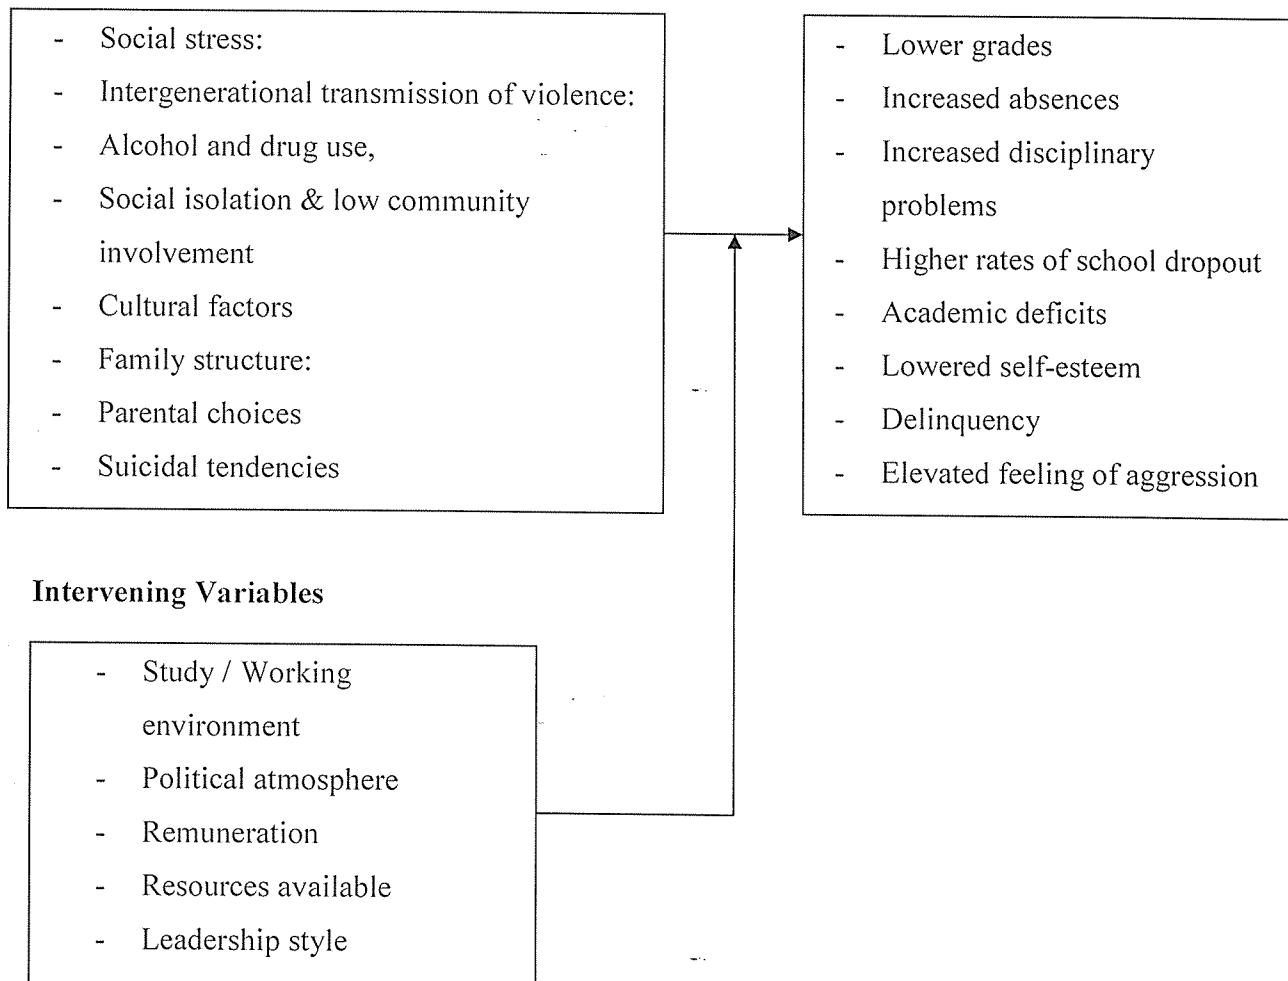 - Social stress:
- Intergenerational transmission of violence:
- Alcohol and drug use,
- Social isolation & low community
involvement
- Cultural factors
- Family structure:
- Parental choices
- Suicidal tendencies
- Lower grades
- Increased absences
- Increased disciplinary
problems
- Higher rates of school dropout
- Academic deficits
- Lowered self-esteem
- Delinquency
- Elevated feeling of aggression
Intervening Variables
- Study / Working
environment
- Political atmosphere
- Remuneration
- Resources available
- Leadership style